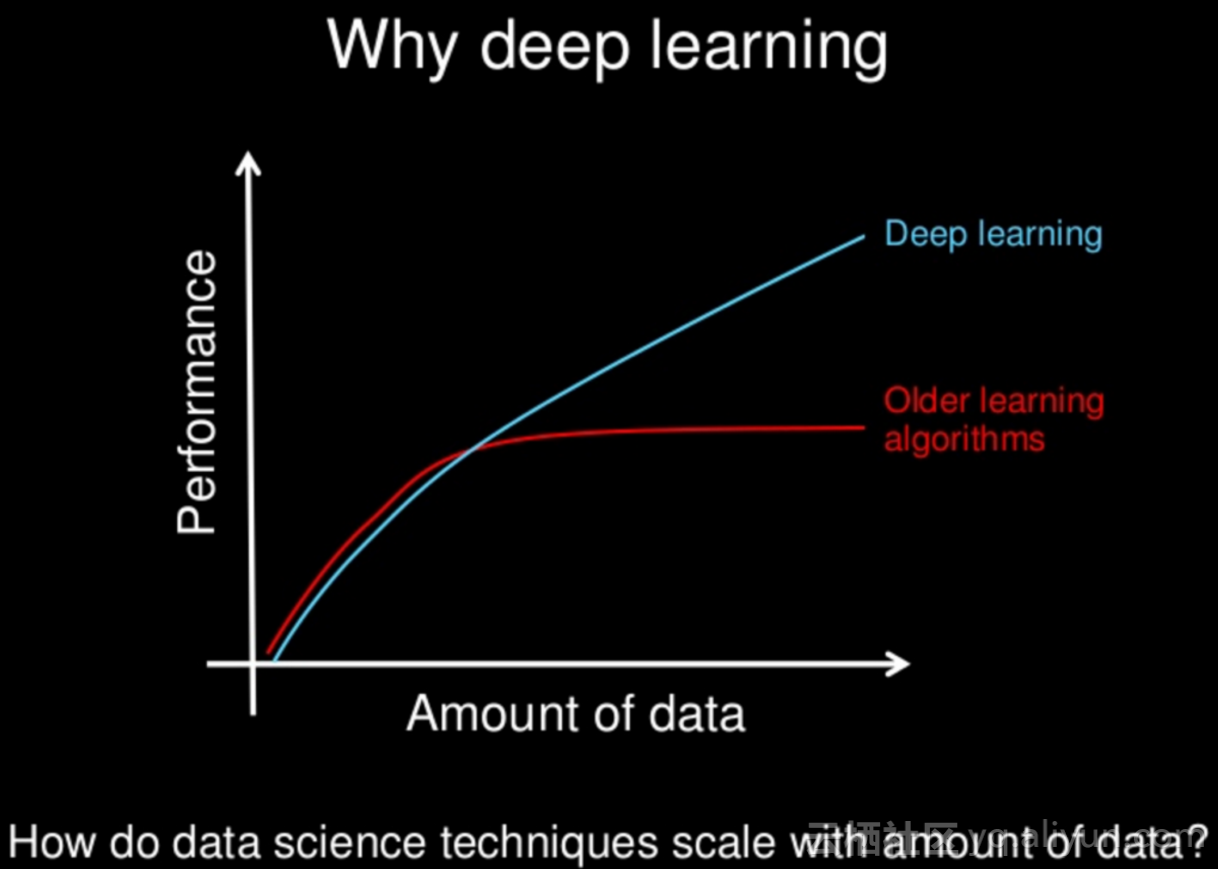 Why deep learning
Performance
Deep learning
Older learning
algorithms
Amount of data
How do data science techniques scale with amount of data?
云栖社区 yq.aliyun.com